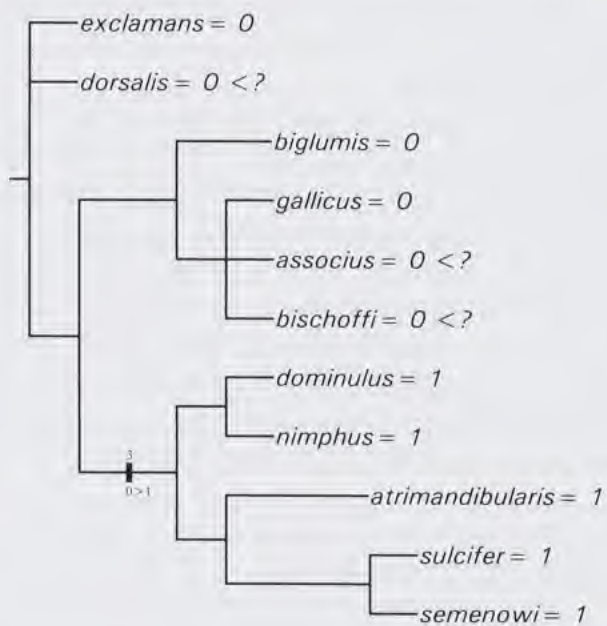 exclamans = 0
dorsalis = 0 <?
biglumis = 0
gallicus = 0
associus = 0 <?
bischoffi = 0 <?
dominulus = 1
nimphus = 1
3
0>1
atrimandibularis = 1
sulcifer = 1
semenowi = 1